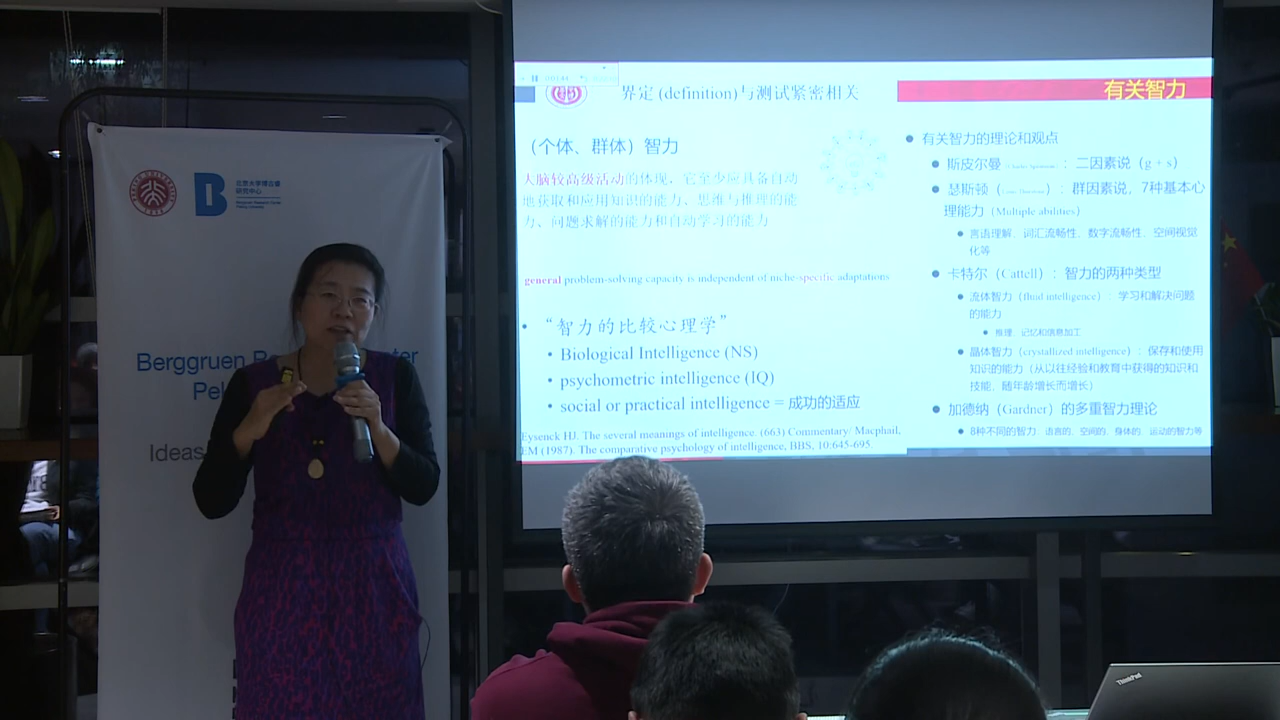 北京大学博古睿
研究中心
Berggruen
Pe
Ideas
界定 (definition)与测试紧密相关
有关智力
（个体、群体）智力
大脑较高级活动的体现，它至少应具备自动
地获取和应用知识的能力、思维与推理的能
力、问题求解的能力和自动学习的能力
general problem-solving capacity is independent of niche-specific adaptations
• “智力的比较心理学”
• Biological Intelligence (NS)
• psychometric intelligence (IQ)
• social or practical intelligence = 成功的适应
Eysenck HJ. The several meanings of intelligence. (663) Commentary/ Macphail,
EM (1987). The comparative psychology of intelligence, BBS, 10:645-695.
● 有关智力的理论和观点
● 斯皮尔曼 ：二因素说（g + s）
● 瑟斯顿 ：群因素说，7种基本心
理能力（Multiple abilities）
● 言语理解、词汇流畅性、数字流畅性、空间视觉
化等
● 卡特尔（Cattell）：智力的两种类型
● 流体智力（fluid intelligence）：学习和解决问题
的能力
● 推理、记忆和信息加工
● 晶体智力（crystallized intelligence）：保存和使用
知识的能力（从以往经验和教育中获得的知识和
技能，随年龄增长而增长）
● 加德纳（Gardner）的多重智力理论
● 8种不同的智力：语言的、空间的、身体的、运动的智力等
ThinkPad